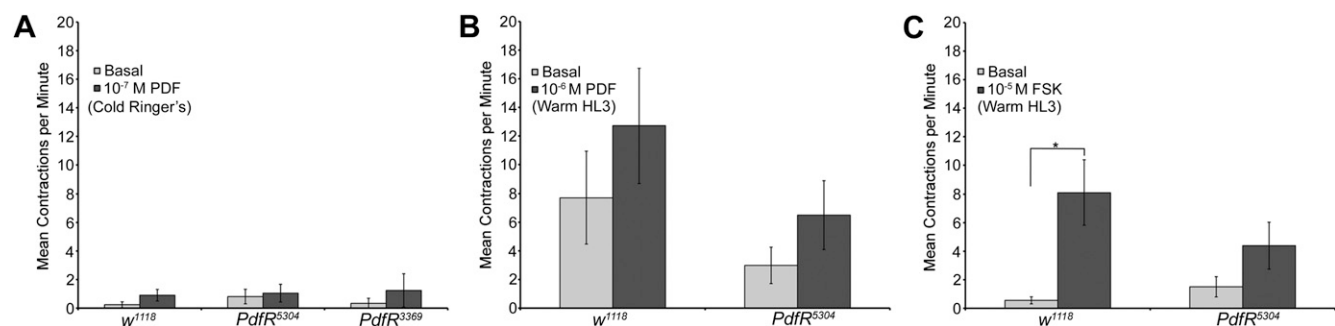 A
Mean Contractions per Minute
20
18
16
14
12
10
8
6
4
2
0
Basal
10⁻⁷ M PDF
(Cold Ringer's)
w¹¹¹⁸
PdfR⁵³⁰⁴
PdfR³³⁶⁹
B
Mean Contractions per Minute
20
18
16
14
12
10
8
6
4
2
0
Basal
10⁻⁶ M PDF
(Warm HL3)
w¹¹¹⁸
PdfR⁵³⁰⁴
C
Mean Contractions per Minute
20
18
16
14
12
10
8
6
4
2
0
Basal
10⁻⁵ M FSK
(Warm HL3)
*
w¹¹¹⁸
PdfR⁵³⁰⁴